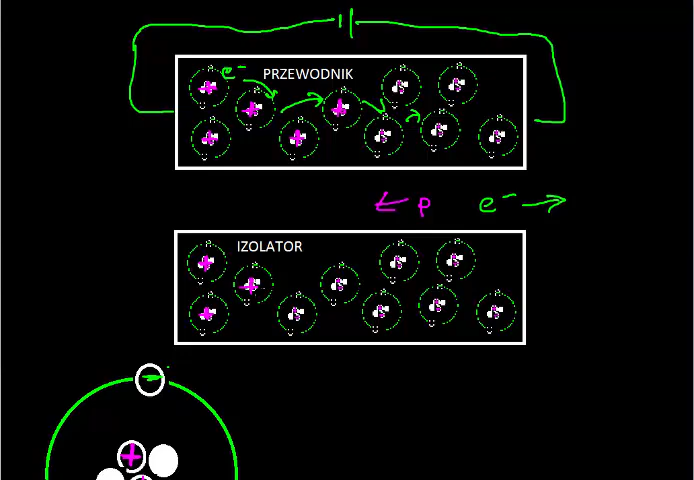 e⁻ PRZEWODNIK
← p e⁻ →
IZOLATOR